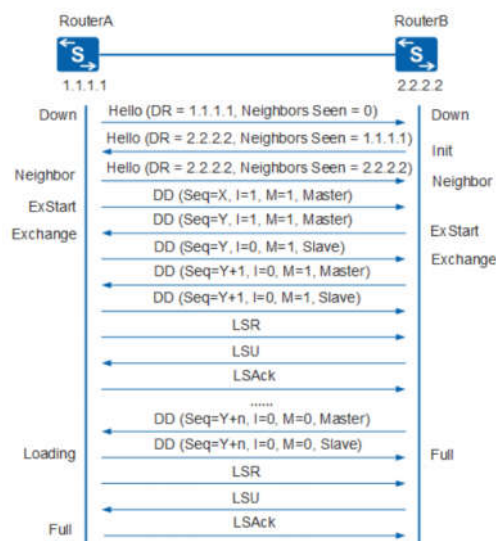 RouterA RouterB
S S
1.1.1.1 2.2.2.2
Down Hello (DR = 1.1.1.1, Neighbors Seen = 0) Down
Hello (DR = 2.2.2.2, Neighbors Seen = 1.1.1.1) Init
Neighbor Hello (DR = 2.2.2.2, Neighbors Seen = 2.2.2.2) Neighbor
ExStart DD (Seq=X, I=1, M=1, Master)
Exchange DD (Seq=Y, I=1, M=1, Master) ExStart
DD (Seq=Y, I=0, M=1, Slave) Exchange
DD (Seq=Y+1, I=0, M=1, Master)
DD (Seq=Y+1, I=0, M=1, Slave)
LSR
LSU
LSAck
......
DD (Seq=Y+n, I=0, M=0, Master)
Loading DD (Seq=Y+n, I=0, M=0, Slave) Full
LSR
LSU
Full LSAck